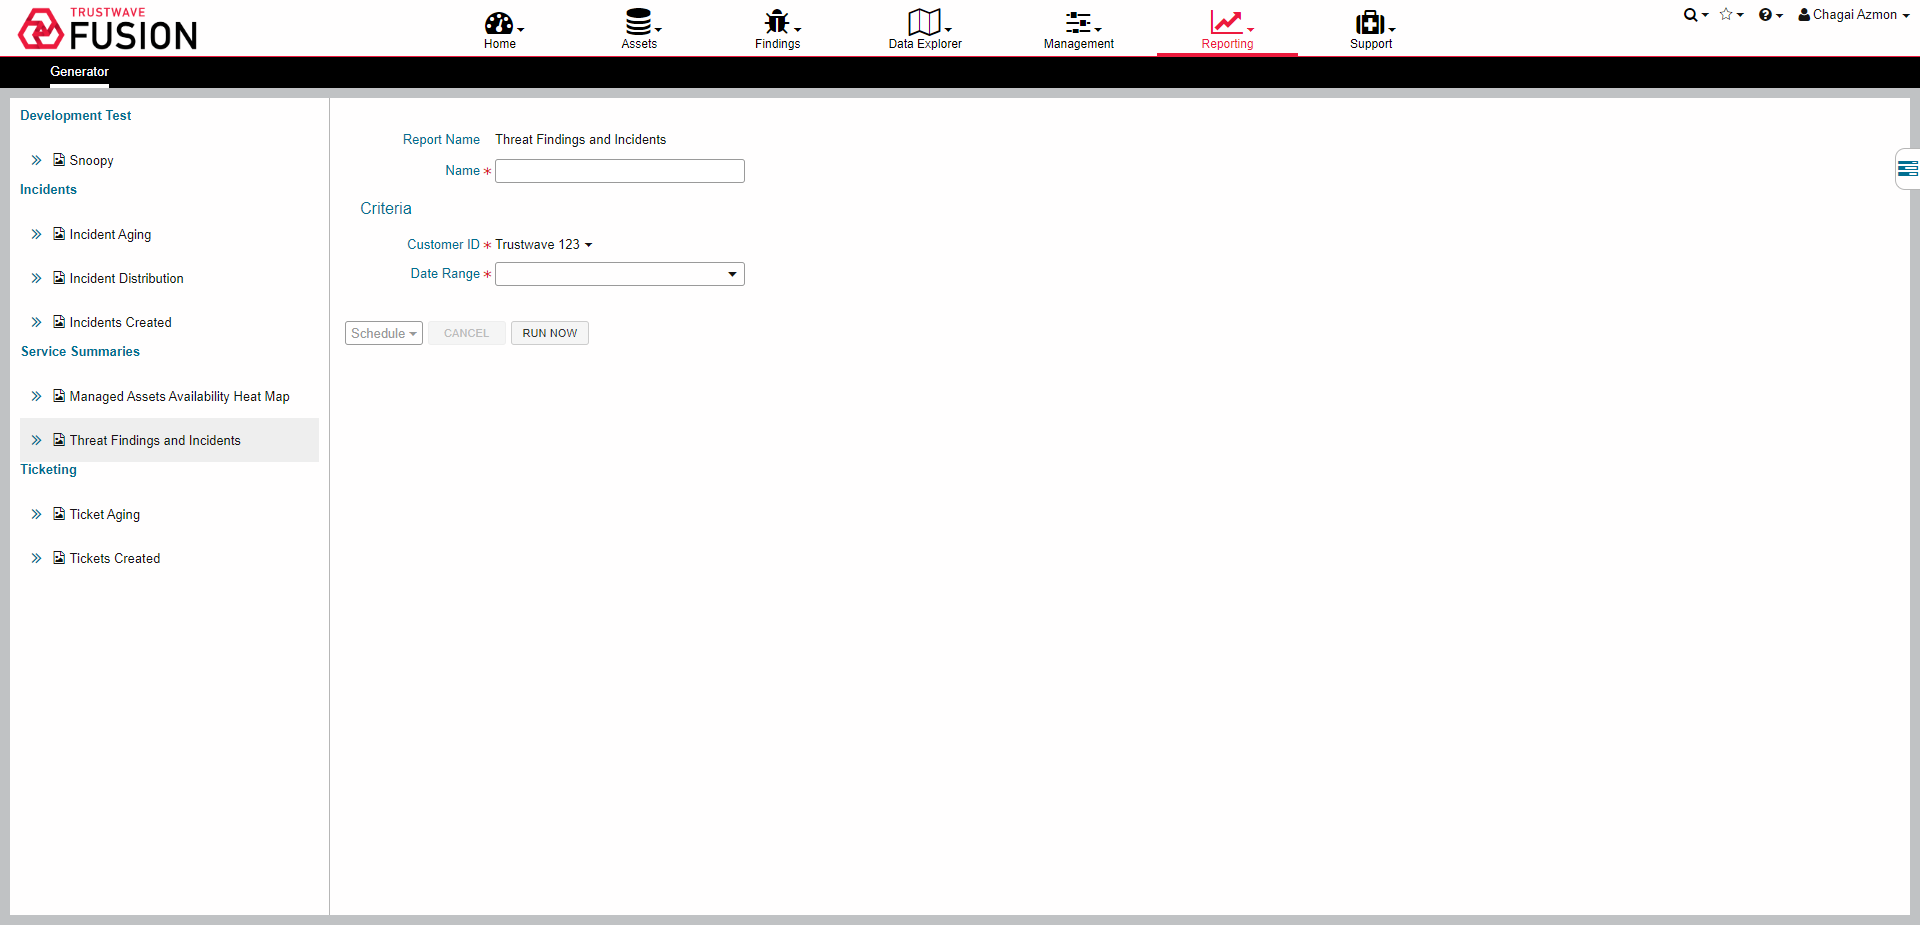 TRUSTWAVE
FUSION
Home
Assets
Findings
Data Explorer
Management
Reporting
Support
Chagai Azmon
Generator
Development Test
Snoopy
Incidents
Incident Aging
Incident Distribution
Incidents Created
Service Summaries
Managed Assets Availability Heat Map
Threat Findings and Incidents
Ticketing
Ticket Aging
Tickets Created
Report Name Threat Findings and Incidents
Name *
Criteria
Customer ID * Trustwave 123
Date Range *
Schedule CANCEL RUN NOW